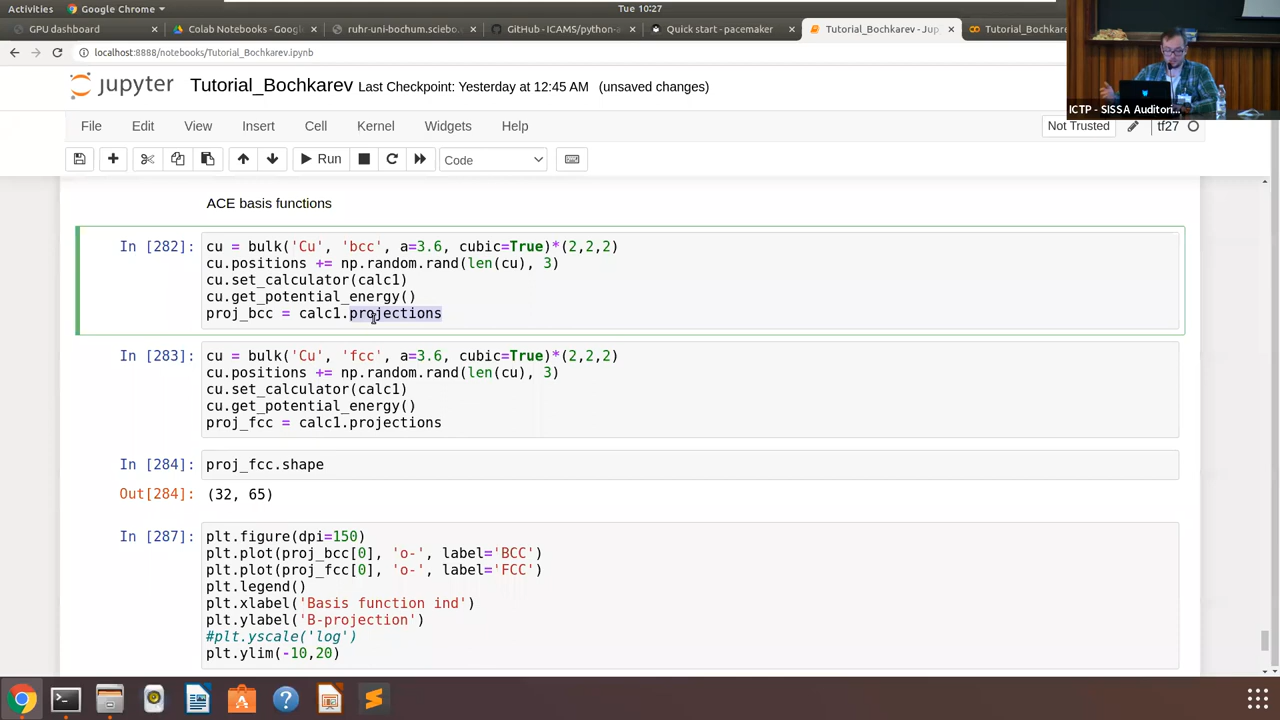 Activities Google Chrome Tue 10:27
GPU dashboard Colab Notebooks - Google ruhr-uni-bochum.sciebo. GitHub - ICAMS/python-a Quick start - pacemaker Tutorial_Bochkarev - Jup Tutorial_Bochkare
localhost:8888/notebooks/Tutorial_Bochkarev.ipynb
jupyter Tutorial_Bochkarev Last Checkpoint: Yesterday at 12:45 AM (unsaved changes)
ICTP - SISSA Auditori...
File Edit View Insert Cell Kernel Widgets Help Not Trusted tf27
Run Code
ACE basis functions
In [282]: cu = bulk('Cu', 'bcc', a=3.6, cubic=True)*(2,2,2)
cu.positions += np.random.rand(len(cu), 3)
cu.set_calculator(calc1)
cu.get_potential_energy()
proj_bcc = calc1.projections
In [283]: cu = bulk('Cu', 'fcc', a=3.6, cubic=True)*(2,2,2)
cu.positions += np.random.rand(len(cu), 3)
cu.set_calculator(calc1)
cu.get_potential_energy()
proj_fcc = calc1.projections
In [284]: proj_fcc.shape
Out[284]: (32, 65)
In [287]: plt.figure(dpi=150)
plt.plot(proj_bcc[0], 'o-', label='BCC')
plt.plot(proj_fcc[0], 'o-', label='FCC')
plt.legend()
plt.xlabel('Basis function ind')
plt.ylabel('B-projection')
#plt.yscale('log')
plt.ylim(-10,20)